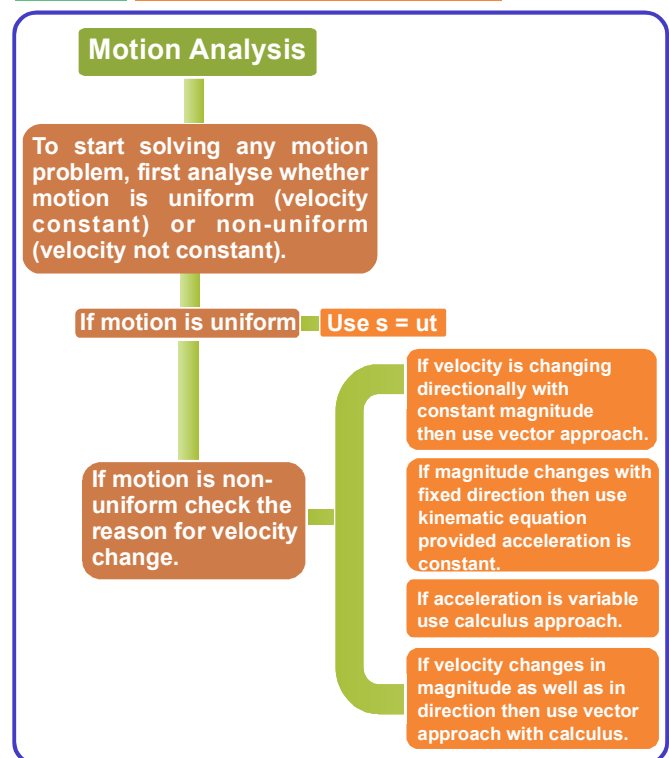 Motion Analysis
To start solving any motion
problem, first analyse whether
motion is uniform (velocity
constant) or non-uniform
(velocity not constant).
If motion is uniform
Use s = ut
If motion is non-
uniform check the
reason for velocity
change.
If velocity is changing
directionally with
constant magnitude
then use vector approach.
If magnitude changes with
fixed direction then use
kinematic equation
provided acceleration is
constant.
If acceleration is variable
use calculus approach.
If velocity changes in
magnitude as well as in
direction then use vector
approach with calculus.